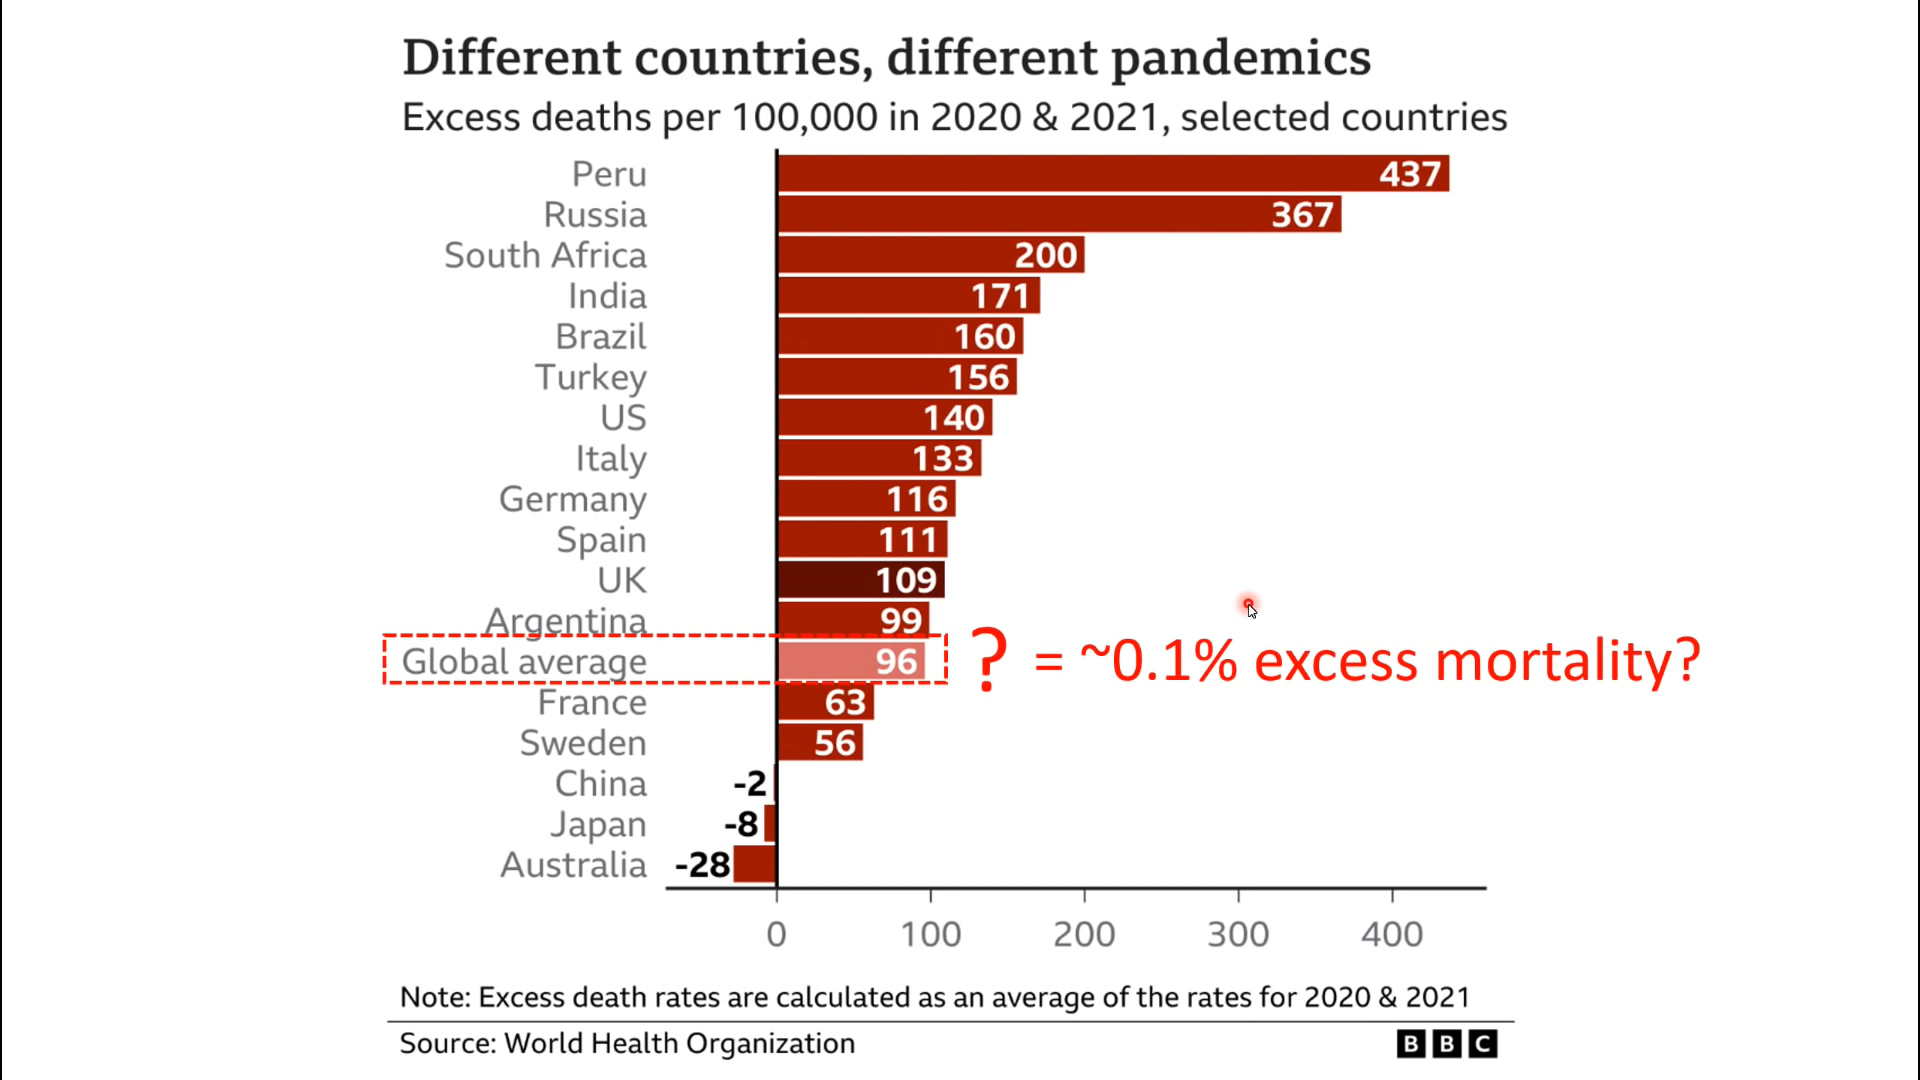 Different countries, different pandemics
Excess deaths per 100,000 in 2020 & 2021, selected countries
Peru 437
Russia 367
South Africa 200
India 171
Brazil 160
Turkey 156
US 140
Italy 133
Germany 116
Spain 111
UK 109
Argentina 99
Global average 96 ? = ~0.1% excess mortality?
France 63
Sweden 56
China -2
Japan -8
Australia -28
0 100 200 300 400
Note: Excess death rates are calculated as an average of the rates for 2020 & 2021
Source: World Health Organization BBC